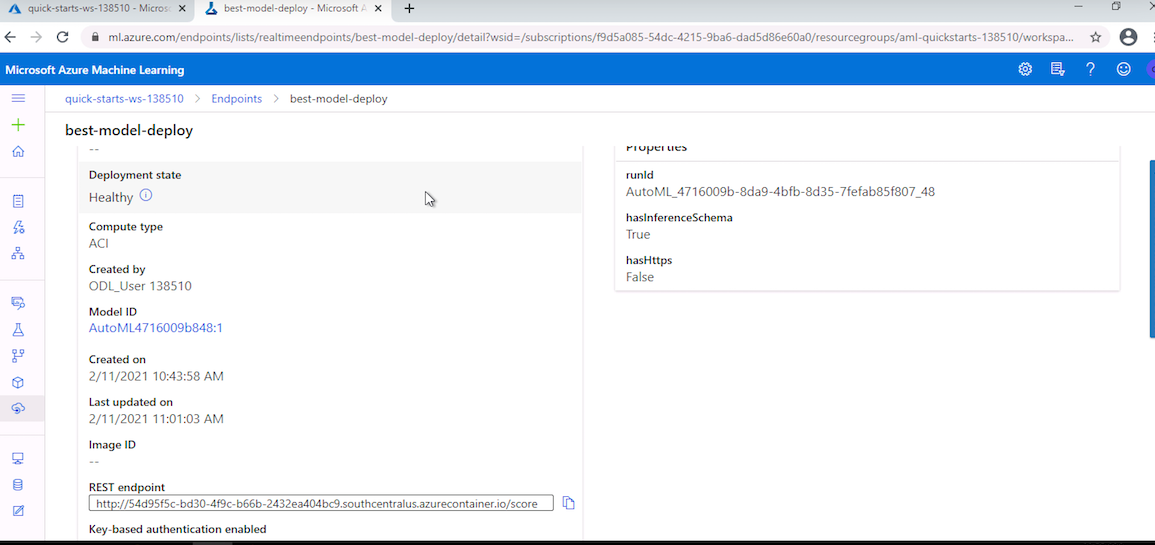 quick-starts-ws-138510 - Micros
best-model-deploy - Microsoft A
ml.azure.com/endpoints/lists/realtimeendpoints/best-model-deploy/detail?wsid=/subscriptions/f9d5a085-54dc-4215-9ba6-dad5d86e60a0/resourcegroups/aml-quickstarts-138510/workspa...
Microsoft Azure Machine Learning
quick-starts-ws-138510 > Endpoints > best-model-deploy
best-model-deploy
--
Deployment state
Healthy
Compute type
ACI
Created by
ODL_User 138510
Model ID
AutoML4716009b848:1
Created on
2/11/2021 10:43:58 AM
Last updated on
2/11/2021 11:01:03 AM
Image ID
--
REST endpoint
http://54d95f5c-bd30-4f9c-b66b-2432ea404bc9.southcentralus.azurecontainer.io/score
Key-based authentication enabled
Properties
runId
AutoML_4716009b-8da9-4bfb-8d35-7fefab85f807_48
hasInferenceSchema
True
hasHttps
False